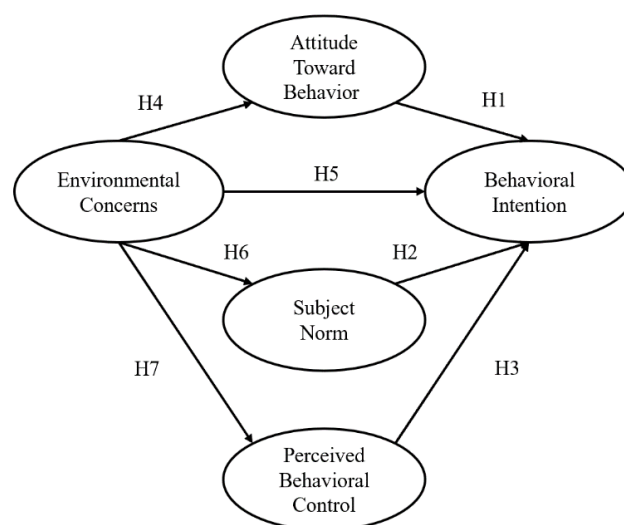 Attitude
Toward
Behavior
H4
H1
Environmental
Concerns
H5
Behavioral
Intention
H6
H2
Subject
Norm
H7
H3
Perceived
Behavioral
Control